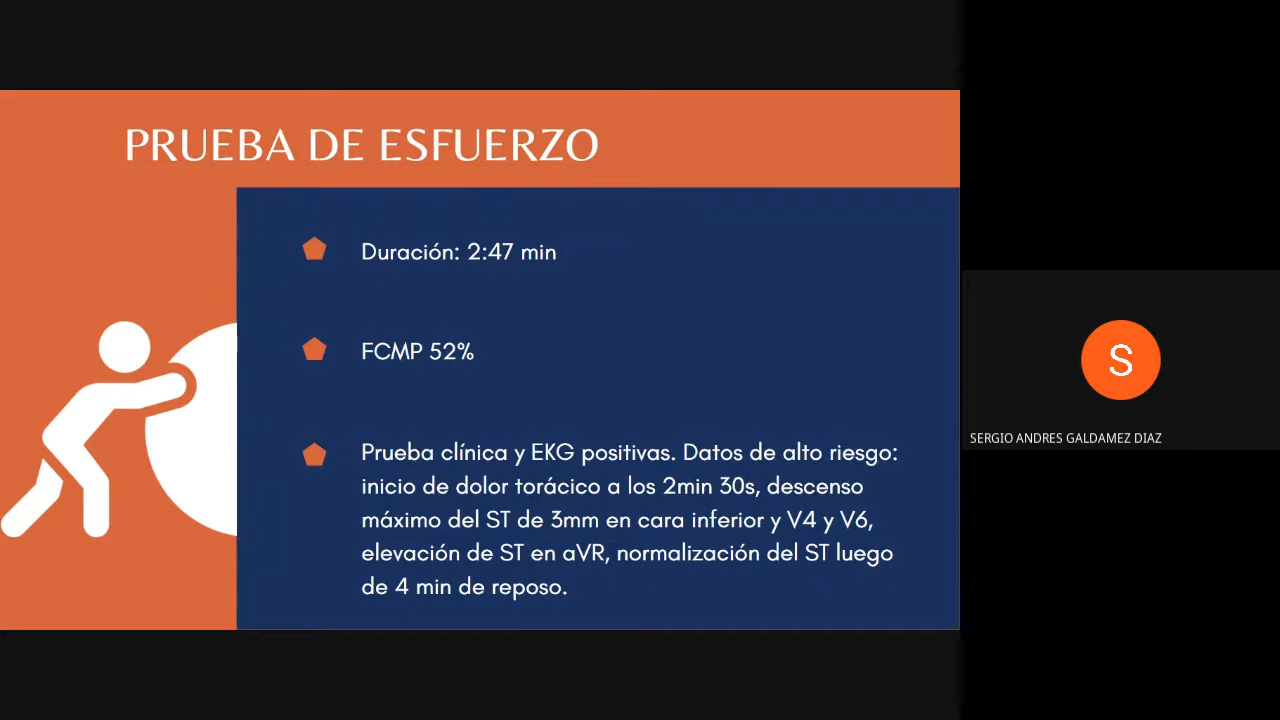 PRUEBA DE ESFUERZO
Duración: 2:47 min
FCMP 52%
Prueba clínica y EKG positivas. Datos de alto riesgo:
inicio de dolor torácico a los 2min 30s, descenso
máximo del ST de 3mm en cara inferior y V4 y V6,
elevación de ST en aVR, normalización del ST luego
de 4 min de reposo.
S
SERGIO ANDRES GALDAMEZ DIAZ